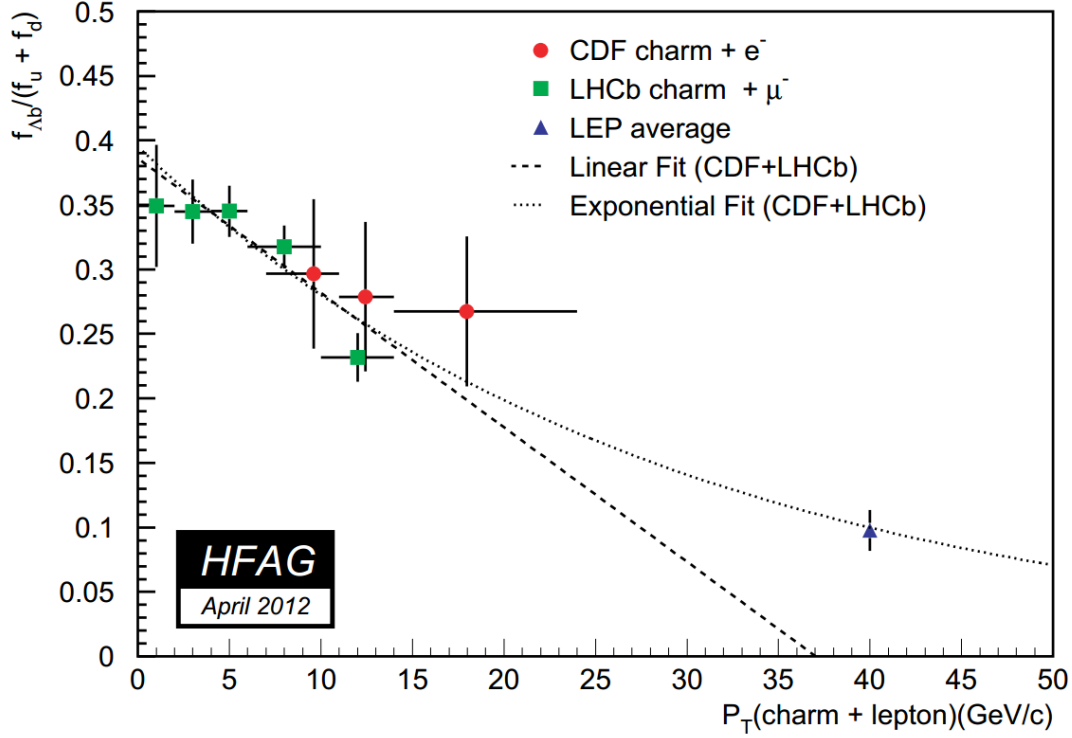 f_Λb/(f_u + f_d)
0.5
0.45
0.4
0.35
0.3
0.25
0.2
0.15
0.1
0.05
0
CDF charm + e⁻
LHCb charm + μ⁻
LEP average
Linear Fit (CDF+LHCb)
Exponential Fit (CDF+LHCb)
HFAG
April 2012
0 5 10 15 20 25 30 35 40 45 50
P_T(charm + lepton)(GeV/c)